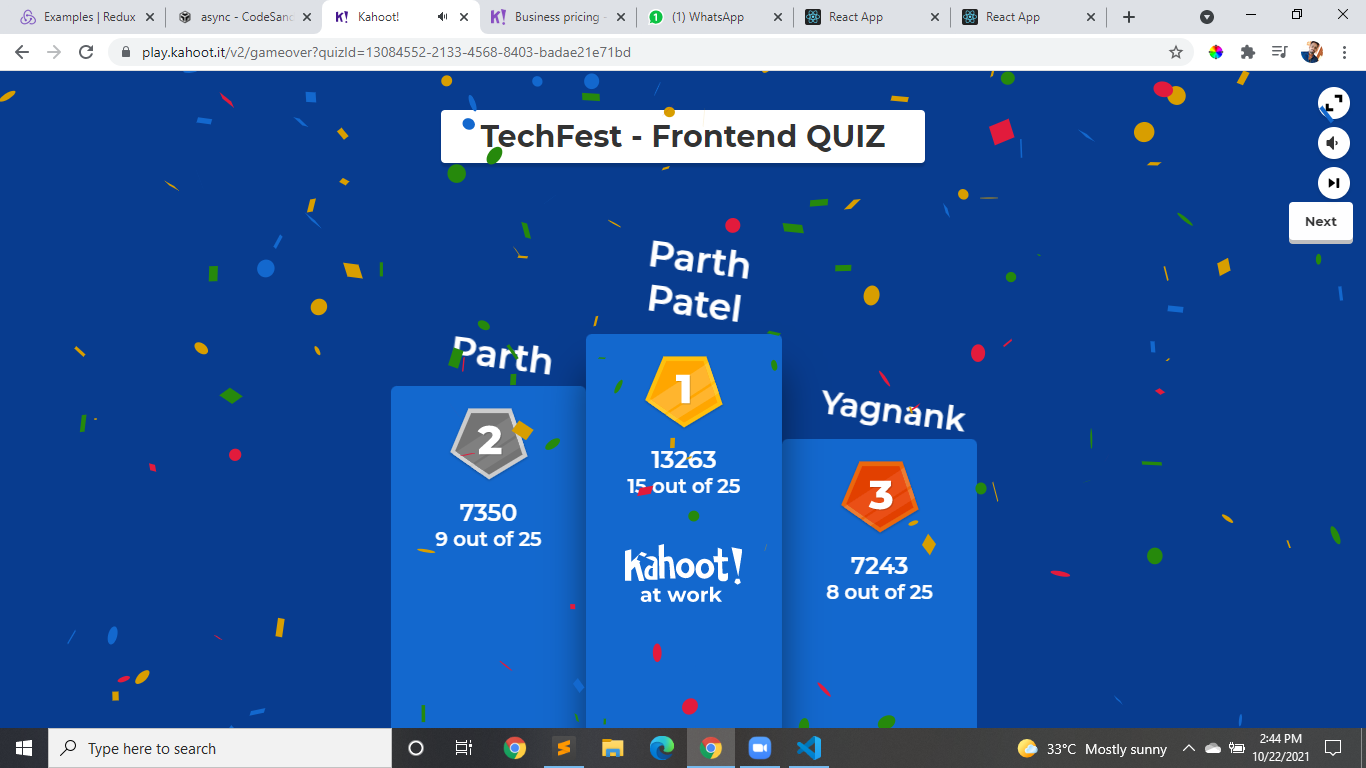 Examples | Redux
async - CodeSand
Kahoot!
Business pricing -
(1) WhatsApp
React App
React App
play.kahoot.it/v2/gameover?quizId=13084552-2133-4568-8403-badae21e71bd
TechFest - Frontend QUIZ
Next
Parth
Patel
Parth
Yagnank
1
13263
15 out of 25
Kahoot!
at work
2
7350
9 out of 25
3
7243
8 out of 25
Type here to search
33°C Mostly sunny
2:44 PM
10/22/2021